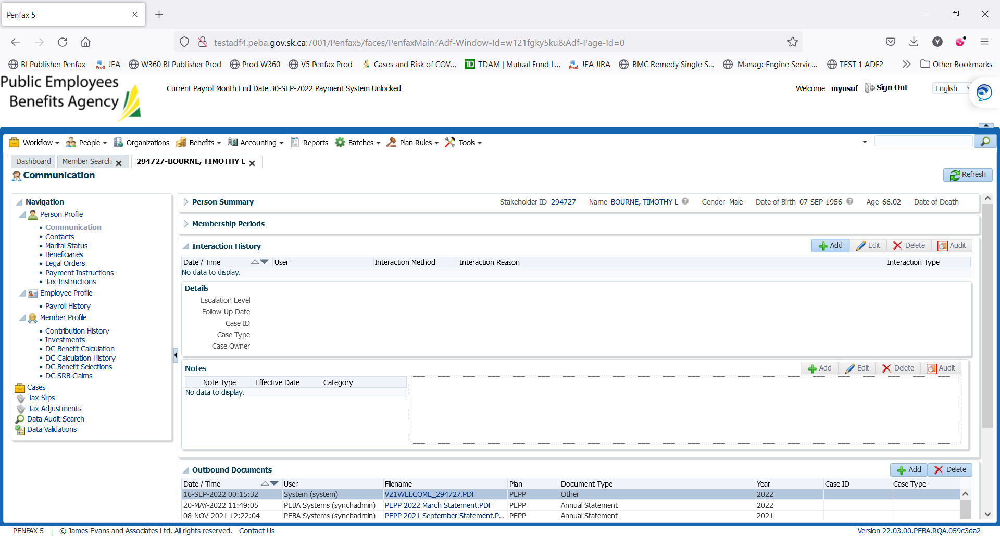 Penfax 5
testadf4.peba.gov.sk.ca:7001/Penfax5/faces/PenfaxMain?Adf-Window-Id=w121fgky5ku&Adf-Page-Id=0
Y
BI Publisher Penfax JEA W360 BI Publisher Prod Prod W360 V5 Penfax Prod Cases and Risk of COV... TDAM | Mutual Fund L... JEA JIRA BMC Remedy Single S... ManageEngine Servic... TEST 1 ADF2 Other Bookmarks
Public Employees
Benefits Agency
Current Payroll Month End Date 30-SEP-2022 Payment System Unlocked
Welcome myusuf Sign Out English
Workflow People Organizations Benefits Accounting Reports Batches Plan Rules Tools
Dashboard Member Search 294727-BOURNE, TIMOTHY L
Communication
Refresh
Navigation
Person Profile
Communication
Contacts
Marital Status
Beneficiaries
Legal Orders
Payment Instructions
Tax Instructions
Employee Profile
Payroll History
Member Profile
Contribution History
Investments
DC Benefit Calculation
DC Calculation History
DC Benefit Selections
DC SRB Claims
Cases
Tax Slips
Tax Adjustments
Data Audit Search
Data Validations
Person Summary Stakeholder ID 294727 Name BOURNE, TIMOTHY L Gender Male Date of Birth 07-SEP-1956 Age 66.02 Date of Death
Membership Periods
Interaction History Add Edit Delete Audit
Date / Time User Interaction Method Interaction Reason Interaction Type
No data to display.
Details
Escalation Level
Follow-Up Date
Case ID
Case Type
Case Owner
Notes Add Edit Delete Audit
Note Type Effective Date Category
No data to display.
Outbound Documents Add Delete
Date / Time User Filename Plan Document Type Year Case ID Case Type
16-SEP-2022 00:15:32 System (system) V21WELCOME_294727.PDF PEPP Other 2022
20-MAY-2022 11:49:05 PEBA Systems (synchadmin) PEPP 2022 March Statement.PDF PEPP Annual Statement 2022
08-NOV-2021 12:22:04 PEBA Systems (synchadmin) PEPP 2021 September Statement.P... PEPP Annual Statement 2021
PENFAX 5 | © James Evans and Associates Ltd. All rights reserved. Contact Us
Version 22.03.00.PEBA.RQA.059c3da2